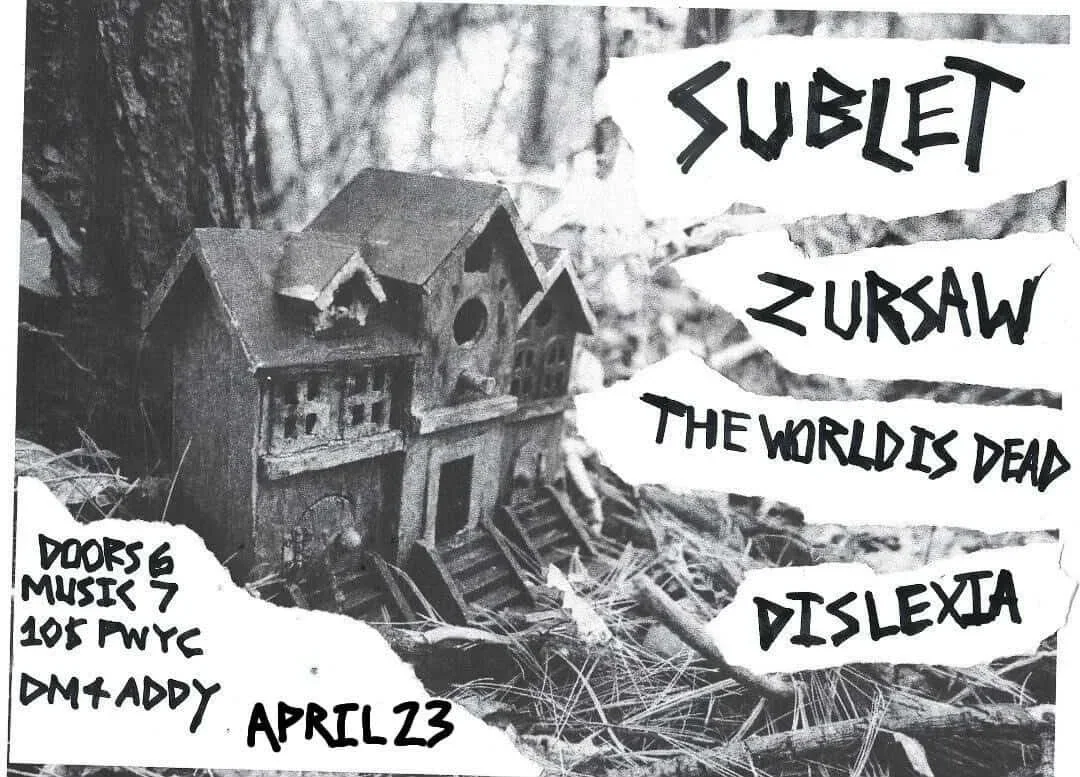 SUBLET
ZURSAW
THE WORLD IS DEAD
DISLEXIA
DOORS 6
MUSIC 7
10$ PWYC
DM 4 ADDY
APRIL 23